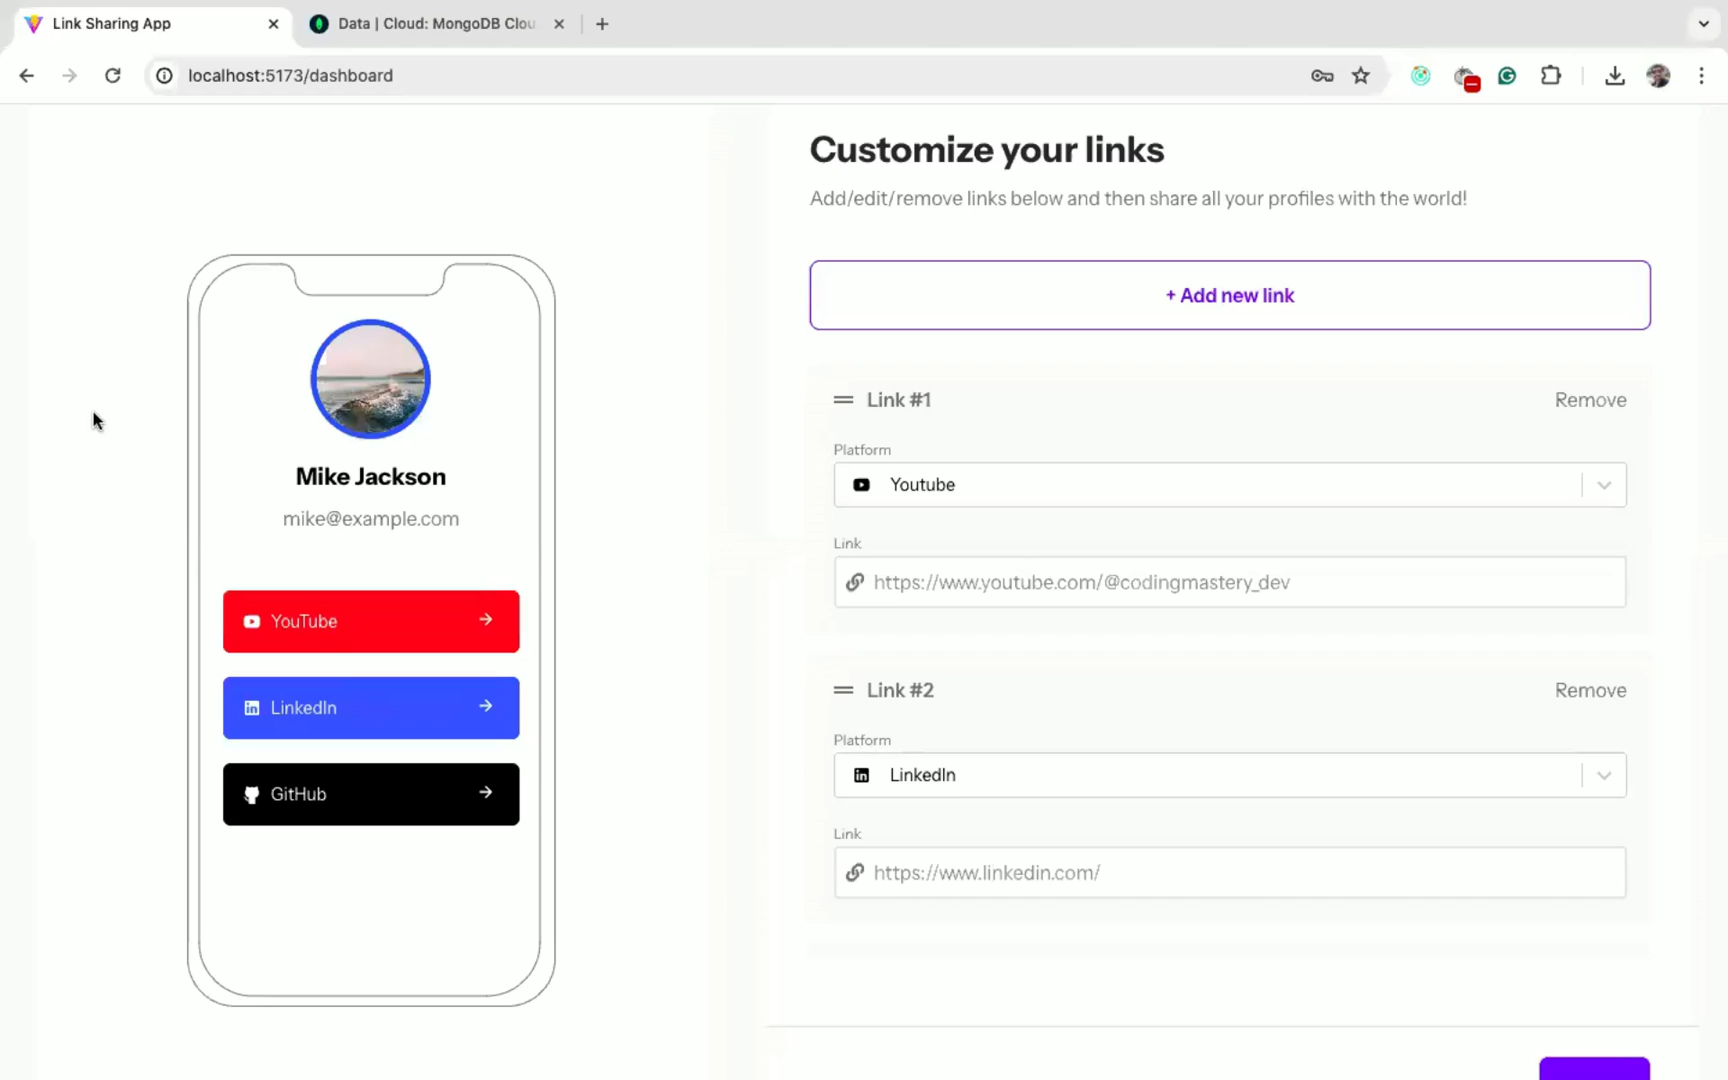 Link Sharing App
Data | Cloud: MongoDB Clou
localhost:5173/dashboard
Customize your links
Add/edit/remove links below and then share all your profiles with the world!
+ Add new link
Link #1
Remove
Platform
Youtube
Link
https://www.youtube.com/@codingmastery_dev
Link #2
Remove
Platform
LinkedIn
Link
https://www.linkedin.com/
Mike Jackson
mike@example.com
YouTube
LinkedIn
GitHub